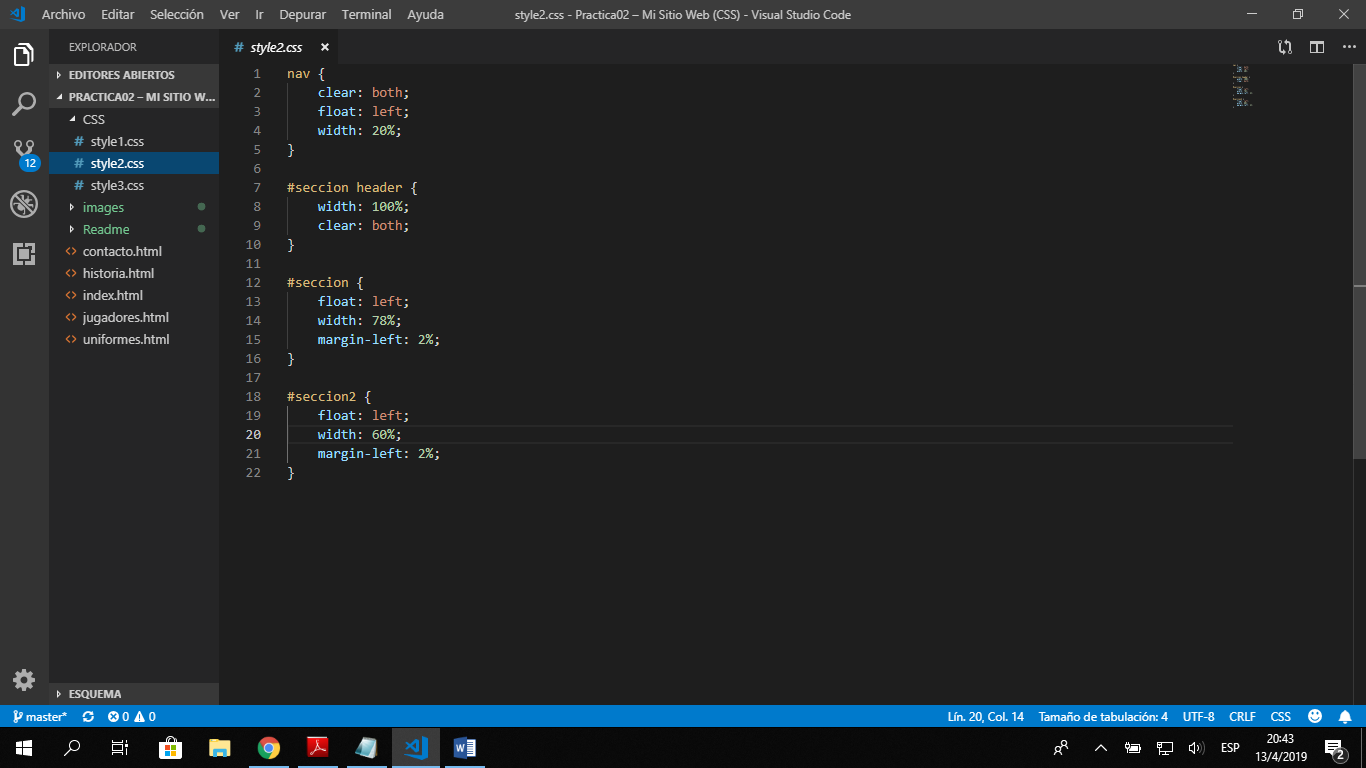 Archivo Editar Selección Ver Ir Depurar Terminal Ayuda style2.css - Practica02 – Mi Sitio Web (CSS) - Visual Studio Code
EXPLORADOR
EDITORES ABIERTOS
PRACTICA02 – MI SITIO W...
CSS
# style1.css
# style2.css
# style3.css
images
Readme
<> contacto.html
<> historia.html
<> index.html
<> jugadores.html
<> uniformes.html
ESQUEMA
12
# style2.css
1 nav {
2 clear: both;
3 float: left;
4 width: 20%;
5 }
6
7 #seccion header {
8 width: 100%;
9 clear: both;
10 }
11
12 #seccion {
13 float: left;
14 width: 78%;
15 margin-left: 2%;
16 }
17
18 #seccion2 {
19 float: left;
20 width: 60%;
21 margin-left: 2%;
22 }
master* 0 0 Lín. 20, Col. 14 Tamaño de tabulación: 4 UTF-8 CRLF CSS
ESP 20:43
13/4/2019
2